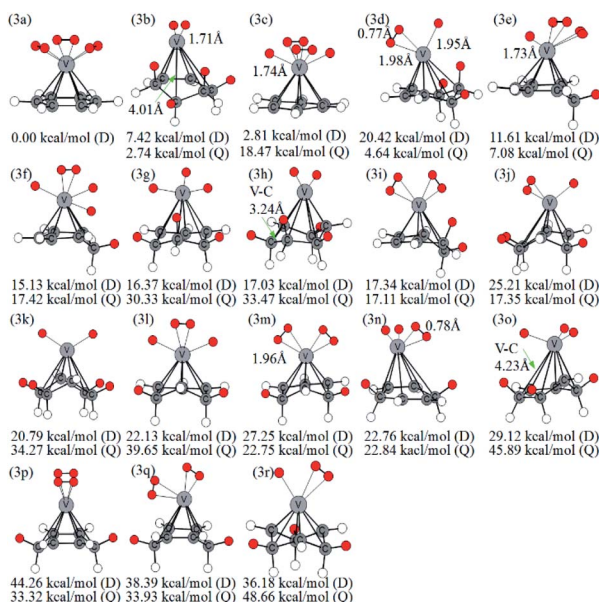 (3a) (3b) (3c) (3d) (3e)
1.71Å 0.77Å 1.95Å
1.74Å 1.98Å 1.73Å
4.01Å
0.00 kcal/mol (D) 7.42 kcal/mol (D) 2.81 kcal/mol (D) 20.42 kcal/mol (D) 11.61 kcal/mol (D)
2.74 kcal/mol (Q) 18.47 kcal/mol (Q) 4.64 kcal/mol (Q) 7.08 kcal/mol (Q)
(3f) (3g) (3h) (3i) (3j)
V-C
3.24Å
15.13 kcal/mol (D) 16.37 kcal/mol (D) 17.03 kcal/mol (D) 17.34 kcal/mol (D) 25.21 kcal/mol (D)
17.42 kcal/mol (Q) 30.33 kcal/mol (Q) 33.47 kcal/mol (Q) 17.11 kcal/mol (Q) 17.35 kcal/mol (Q)
(3k) (3l) (3m) (3n) (3o)
0.78Å
1.96Å V-C
4.23Å
20.79 kcal/mol (D) 22.13 kcal/mol (D) 27.25 kcal/mol (D) 22.76 kcal/mol (D) 29.12 kcal/mol (D)
34.27 kcal/mol (Q) 39.65 kcal/mol (Q) 22.75 kcal/mol (Q) 22.84 kacl/mol (Q) 45.89 kcal/mol (Q)
(3p) (3q) (3r)
44.26 kcal/mol (D) 38.39 kcal/mol (D) 36.18 kcal/mol (D)
33.32 kcal/mol (Q) 33.93 kcal/mol (Q) 48.66 kcal/mol (Q)